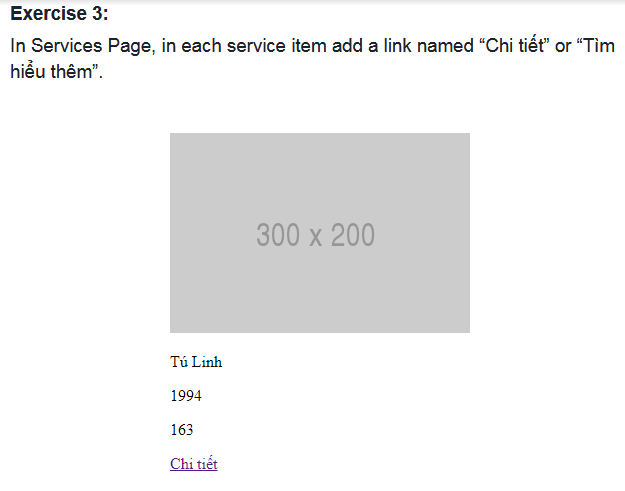 Exercise 3:
In Services Page, in each service item add a link named “Chi tiết” or “Tìm
hiểu thêm”.
300 x 200
Tú Linh
1994
163
Chi tiết